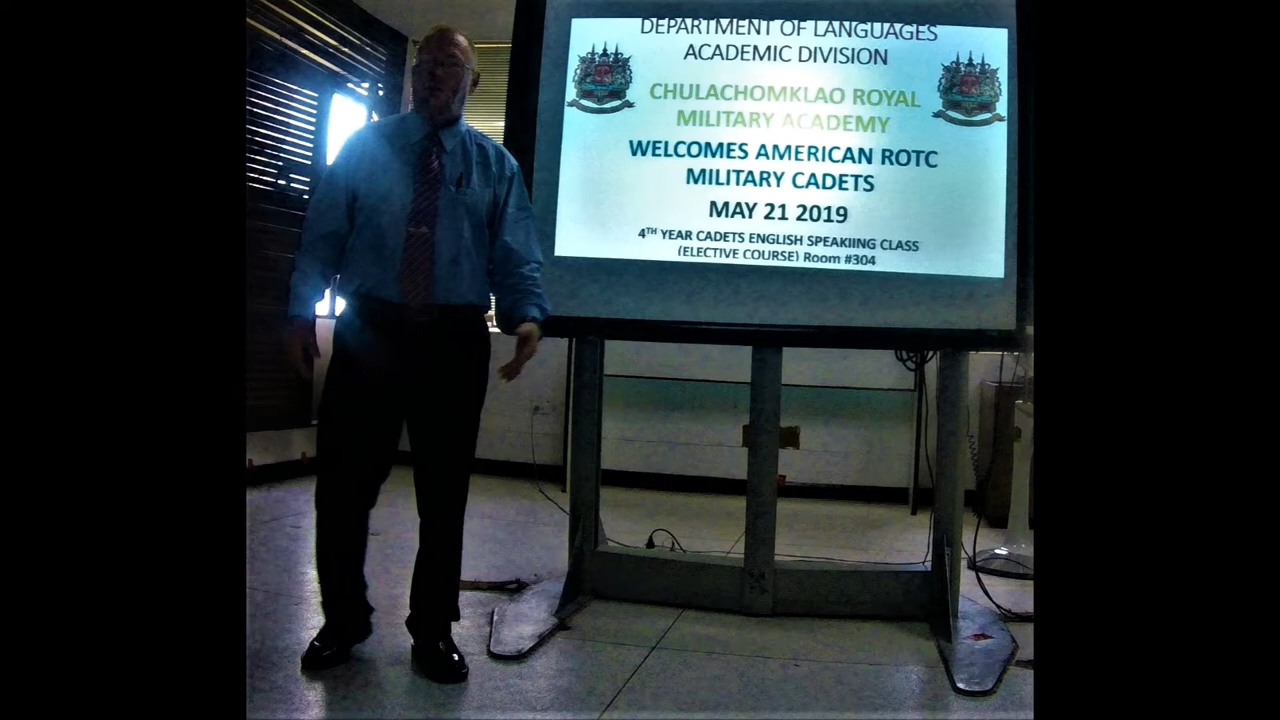 DEPARTMENT OF LANGUAGES
ACADEMIC DIVISION
CHULACHOMKLAO ROYAL
MILITARY ACADEMY
WELCOMES AMERICAN ROTC
MILITARY CADETS
MAY 21 2019
4TH YEAR CADETS ENGLISH SPEAKIING CLASS
(ELECTIVE COURSE) Room #304